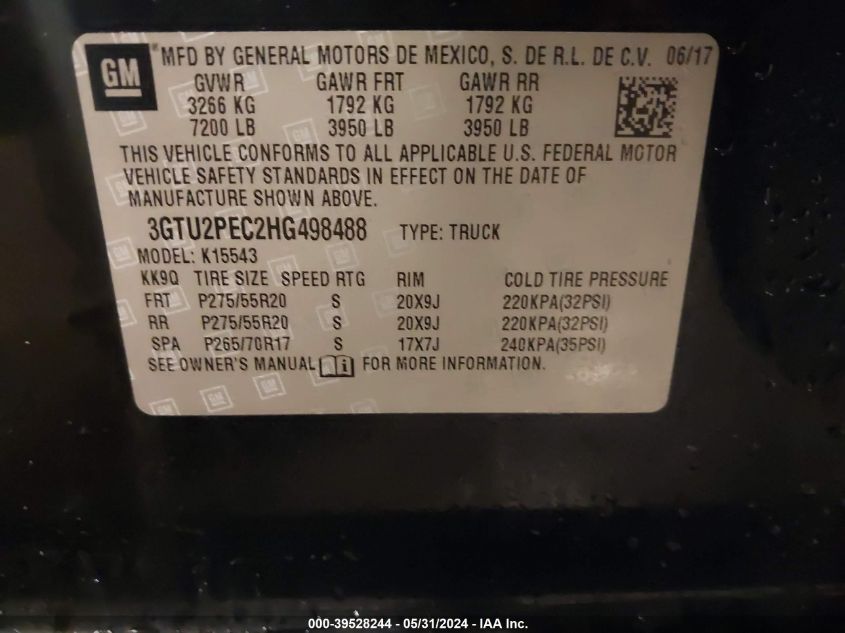 GM
MFD BY GENERAL MOTORS DE MEXICO, S. DE R.L. DE C.V. 06/17
GVWR GAWR FRT GAWR RR
3266 KG 1792 KG 1792 KG
7200 LB 3950 LB 3950 LB
THIS VEHICLE CONFORMS TO ALL APPLICABLE U.S. FEDERAL MOTOR
VEHICLE SAFETY STANDARDS IN EFFECT ON THE DATE OF
MANUFACTURE SHOWN ABOVE.
3GTU2PEC2HG498488 TYPE: TRUCK
MODEL: K15543
KK9Q TIRE SIZE SPEED RTG RIM COLD TIRE PRESSURE
FRT P275/55R20 S 20X9J 220KPA(32PSI)
RR P275/55R20 S 20X9J 220KPA(32PSI)
SPA P265/70R17 S 17X7J 240KPA(35PSI)
SEE OWNER'S MANUAL FOR MORE INFORMATION.
000-39528244 - 05/31/2024 - IAA Inc.